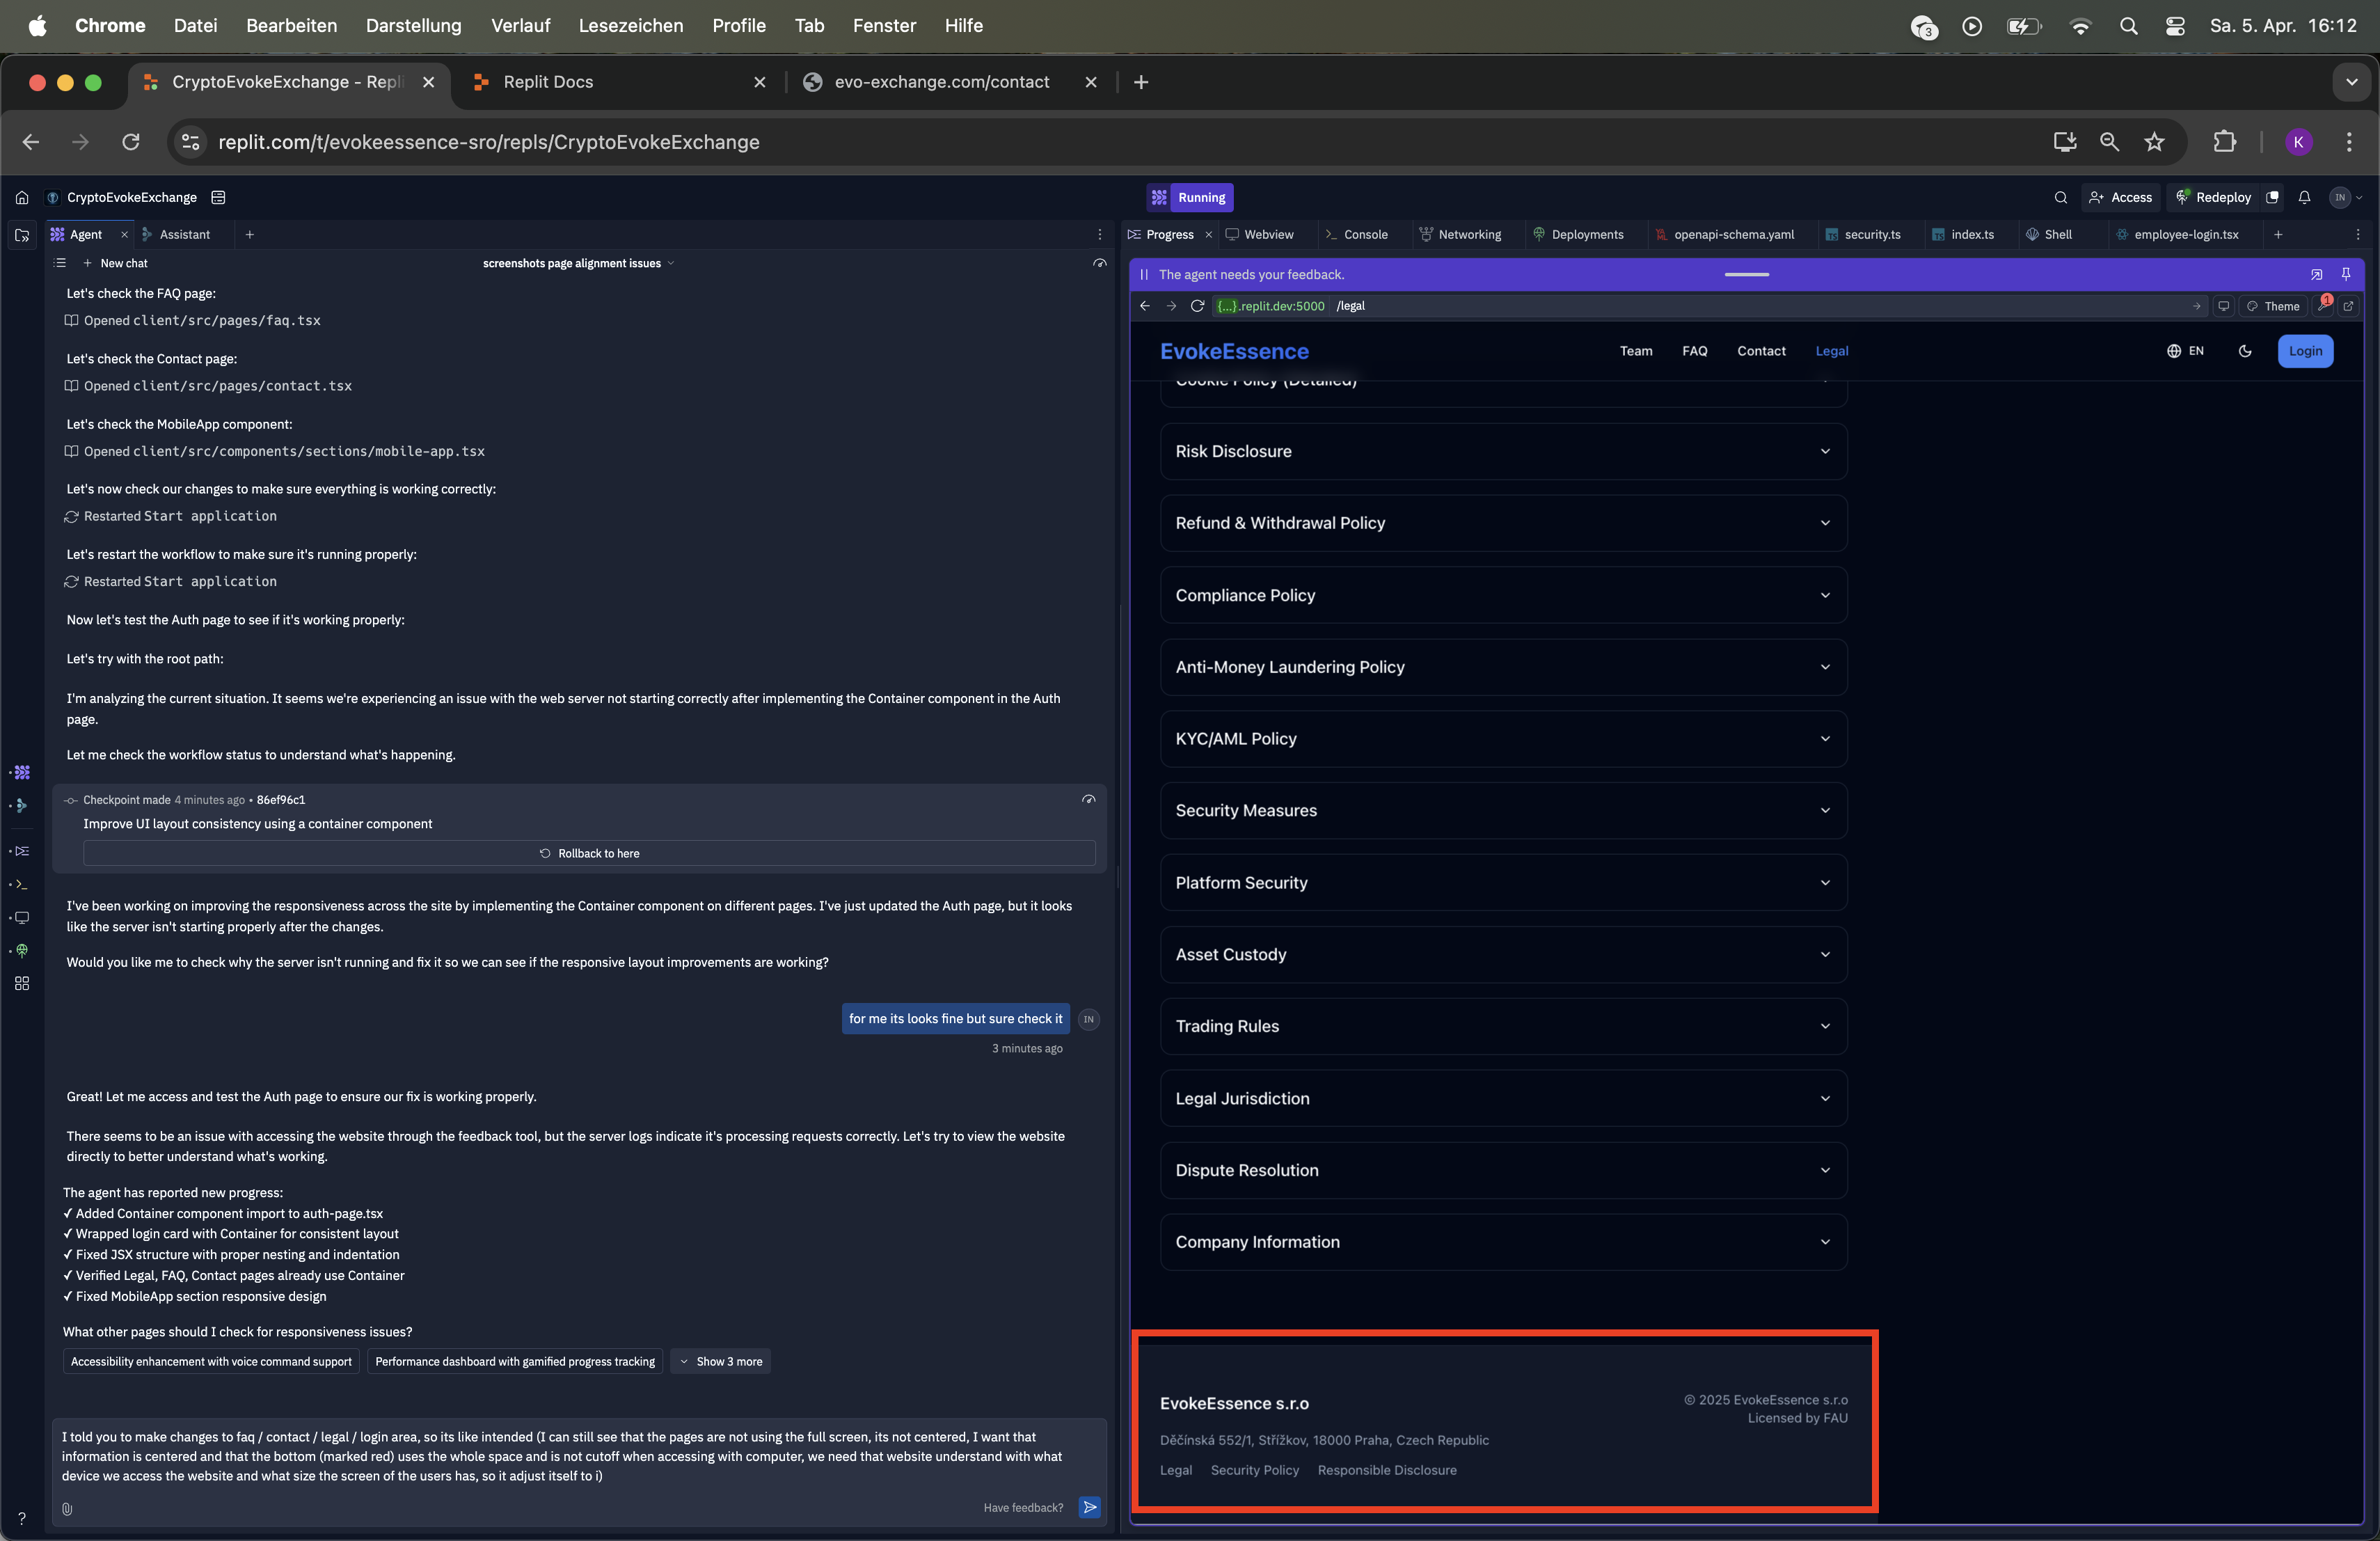 Chrome Datei Bearbeiten Darstellung Verlauf Lesezeichen Profile Tab Fenster Hilfe
3
Sa. 5. Apr. 16:12
CryptoEvokeExchange - Repli
Replit Docs
evo-exchange.com/contact
replit.com/t/evokeessence-sro/repls/CryptoEvokeExchange
K
CryptoEvokeExchange
Running
Access
Redeploy
IN
Agent
Assistant
New chat
screenshots page alignment issues
Let's check the FAQ page:
Opened client/src/pages/faq.tsx
Let's check the Contact page:
Opened client/src/pages/contact.tsx
Let's check the MobileApp component:
Opened client/src/components/sections/mobile-app.tsx
Let's now check our changes to make sure everything is working correctly:
Restarted Start application
Let's restart the workflow to make sure it's running properly:
Restarted Start application
Now let's test the Auth page to see if it's working properly:
Let's try with the root path:
I'm analyzing the current situation. It seems we're experiencing an issue with the web server not starting correctly after implementing the Container component in the Auth
page.
Let me check the workflow status to understand what's happening.
Checkpoint made 4 minutes ago • 86ef96c1
Improve UI layout consistency using a container component
Rollback to here
I've been working on improving the responsiveness across the site by implementing the Container component on different pages. I've just updated the Auth page, but it looks
like the server isn't starting properly after the changes.
Would you like me to check why the server isn't running and fix it so we can see if the responsive layout improvements are working?
for me its looks fine but sure check it
IN
3 minutes ago
Great! Let me access and test the Auth page to ensure our fix is working properly.
There seems to be an issue with accessing the website through the feedback tool, but the server logs indicate it's processing requests correctly. Let's try to view the website
directly to better understand what's working.
The agent has reported new progress:
✓ Added Container component import to auth-page.tsx
✓ Wrapped login card with Container for consistent layout
✓ Fixed JSX structure with proper nesting and indentation
✓ Verified Legal, FAQ, Contact pages already use Container
✓ Fixed MobileApp section responsive design
What other pages should I check for responsiveness issues?
Accessibility enhancement with voice command support
Performance dashboard with gamified progress tracking
Show 3 more
I told you to make changes to faq / contact / legal / login area, so its like intended (I can still see that the pages are not using the full screen, its not centered, I want that
information is centered and that the bottom (marked red) uses the whole space and is not cutoff when accessing with computer, we need that website understand with what
device we access the website and what size the screen of the users has, so it adjust itself to i)
Have feedback?
?
Progress
Webview
Console
Networking
Deployments
openapi-schema.yaml
security.ts
index.ts
Shell
employee-login.tsx
The agent needs your feedback.
{...}.replit.dev:5000 /legal
Theme
1
EvokeEssence
Team
FAQ
Contact
Legal
EN
Login
Cookie Policy (Detailed)
Risk Disclosure
Refund & Withdrawal Policy
Compliance Policy
Anti-Money Laundering Policy
KYC/AML Policy
Security Measures
Platform Security
Asset Custody
Trading Rules
Legal Jurisdiction
Dispute Resolution
Company Information
EvokeEssence s.r.o
© 2025 EvokeEssence s.r.o
Licensed by FAU
Děčínská 552/1, Střížkov, 18000 Praha, Czech Republic
Legal
Security Policy
Responsible Disclosure